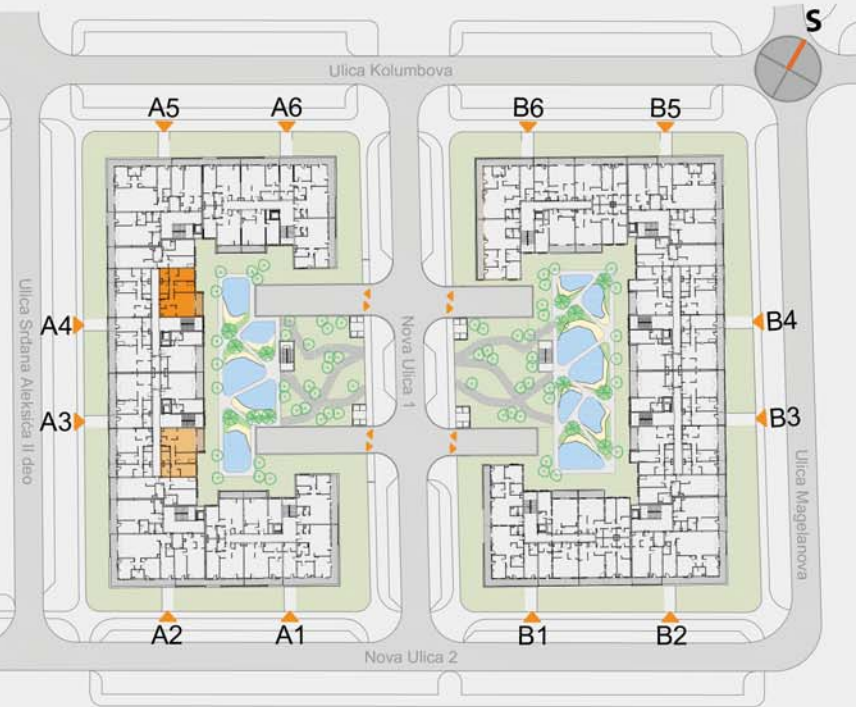 S
Ulica Kolumbova
A5
A6
B6
B5
Ulica Srđana Aleksića II deo
A4
A3
Nova Ulica 1
B4
B3
Ulica Magelanova
A2
A1
B1
B2
Nova Ulica 2